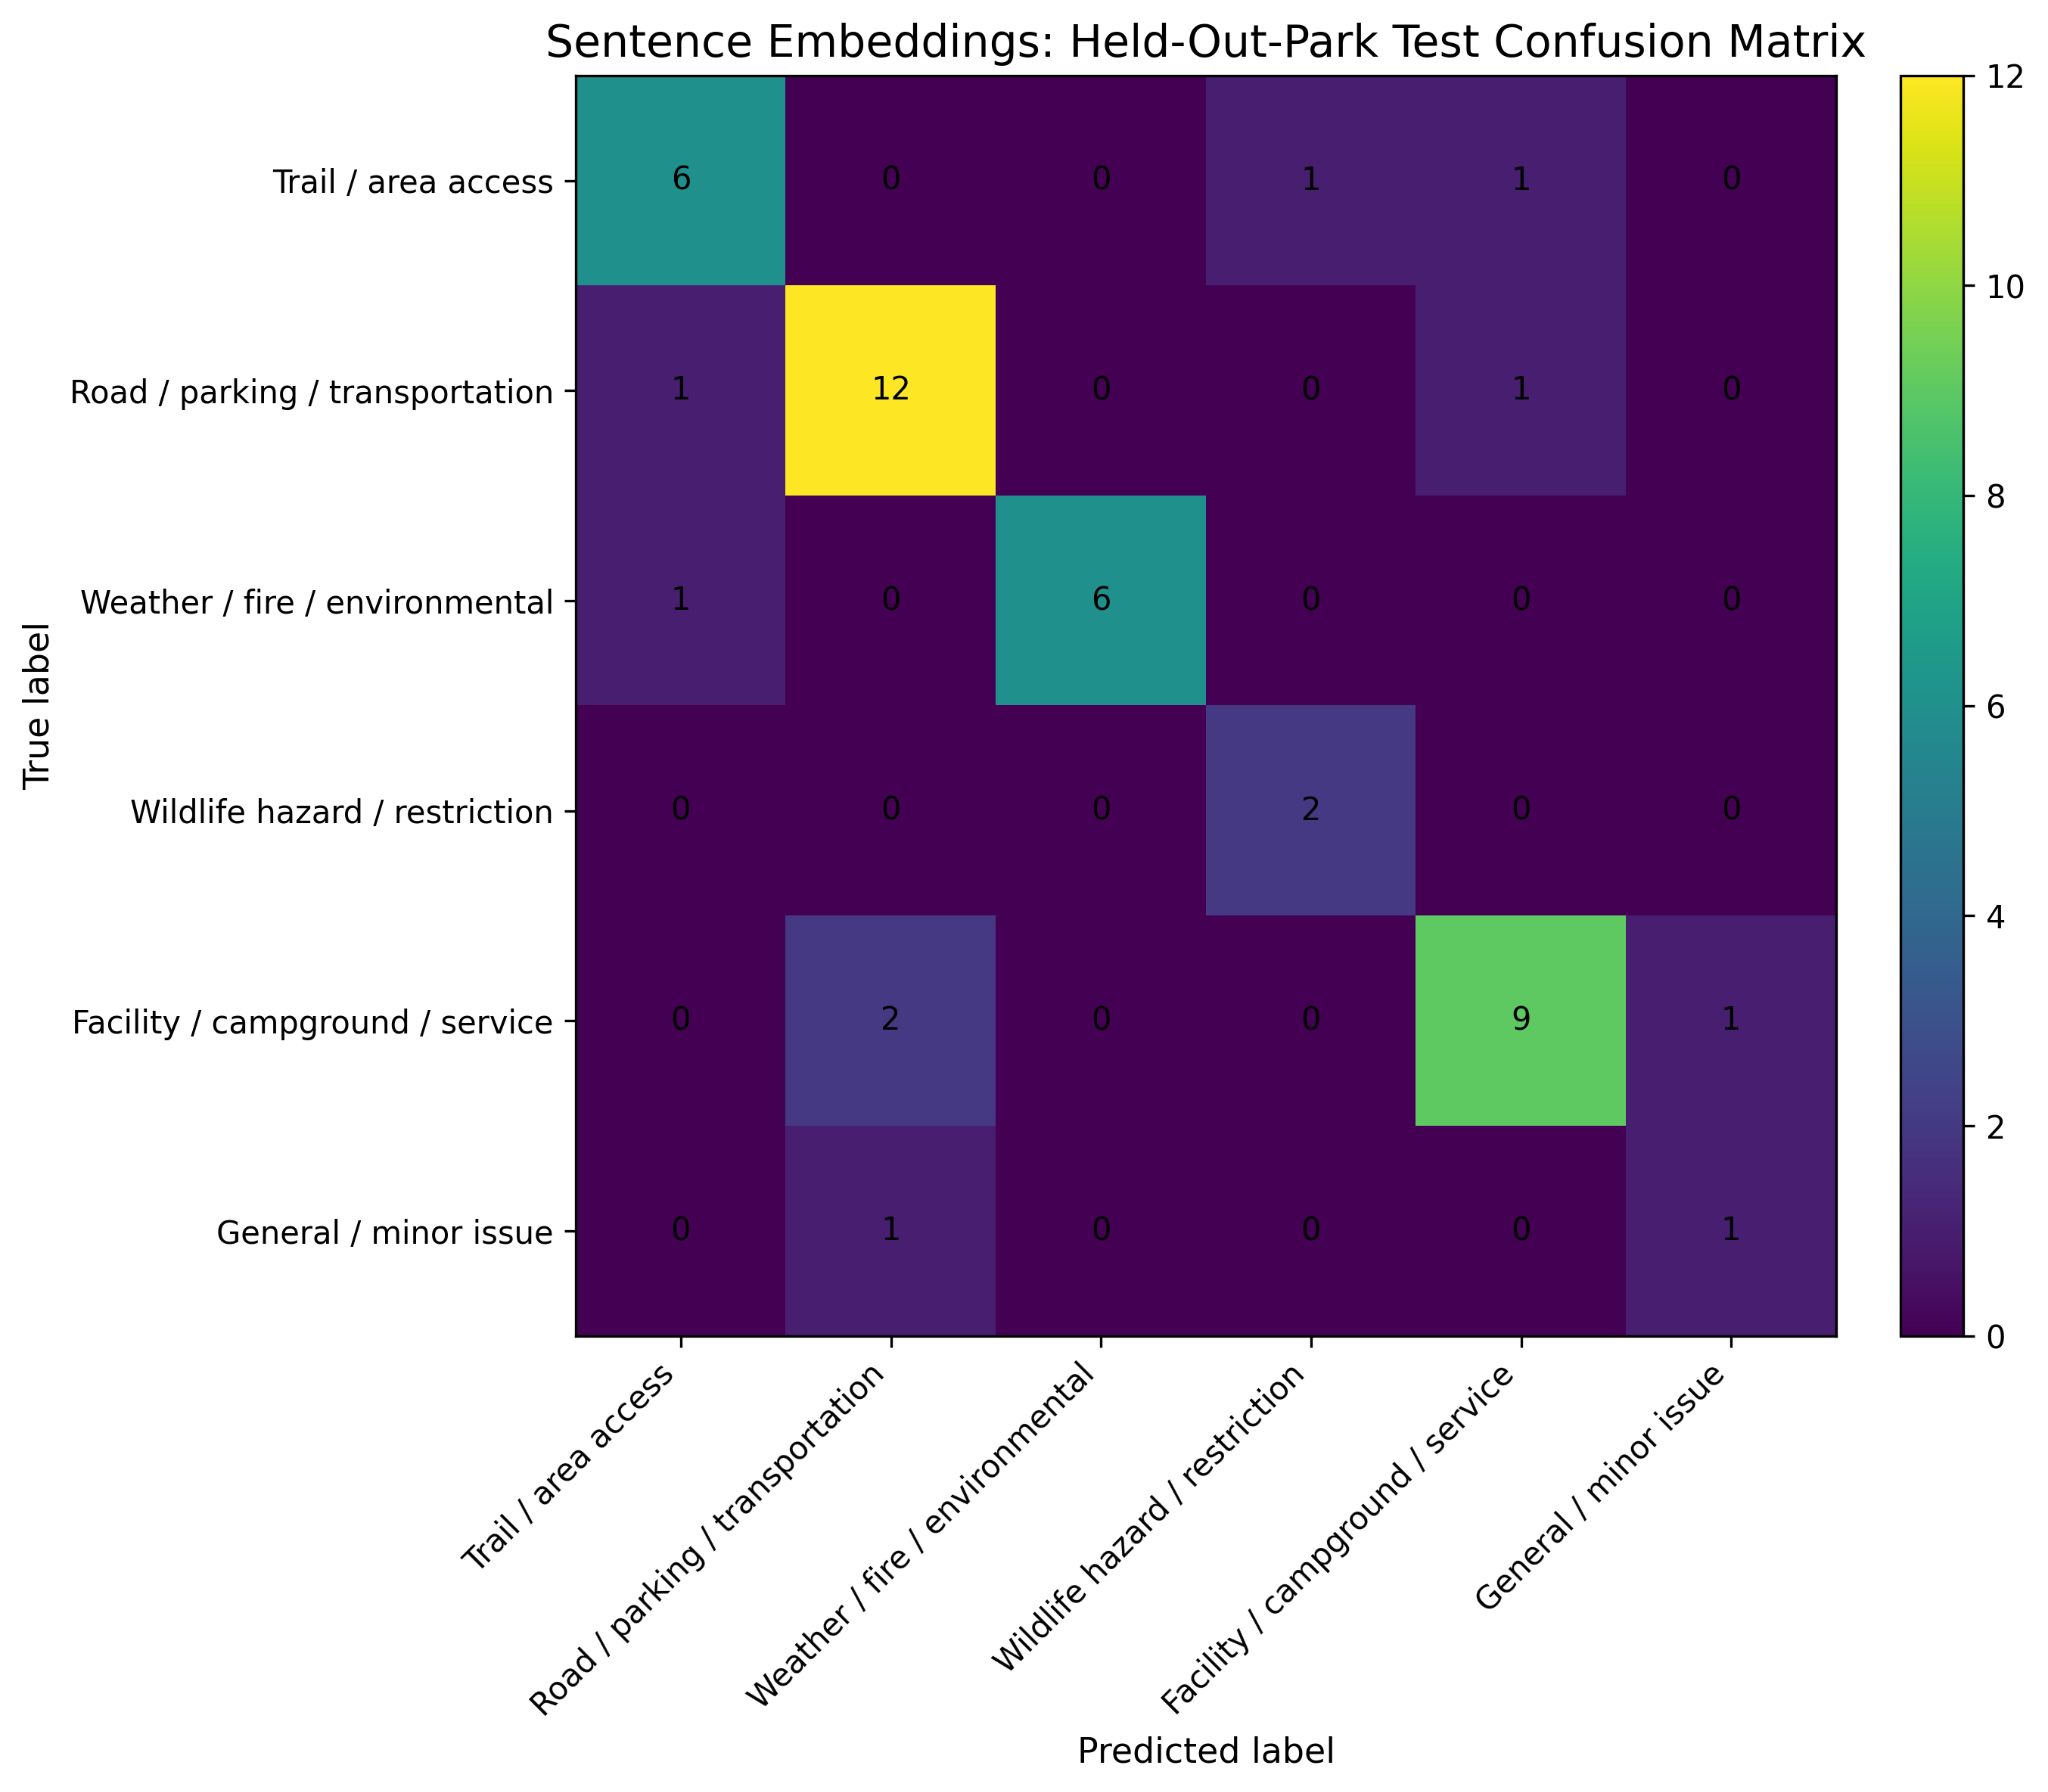 Sentence Embeddings: Held-Out-Park Test Confusion Matrix
True label
Trail / area access
6 0 0 1 1 0
Road / parking / transportation
1 12 0 0 1 0
Weather / fire / environmental
1 0 6 0 0 0
Wildlife hazard / restriction
0 0 0 2 0 0
Facility / campground / service
0 2 0 0 9 1
General / minor issue
0 1 0 0 0 1
Trail / area access
Road / parking / transportation
Weather / fire / environmental
Wildlife hazard / restriction
Facility / campground / service
General / minor issue
Predicted label
12
10
8
6
4
2
0